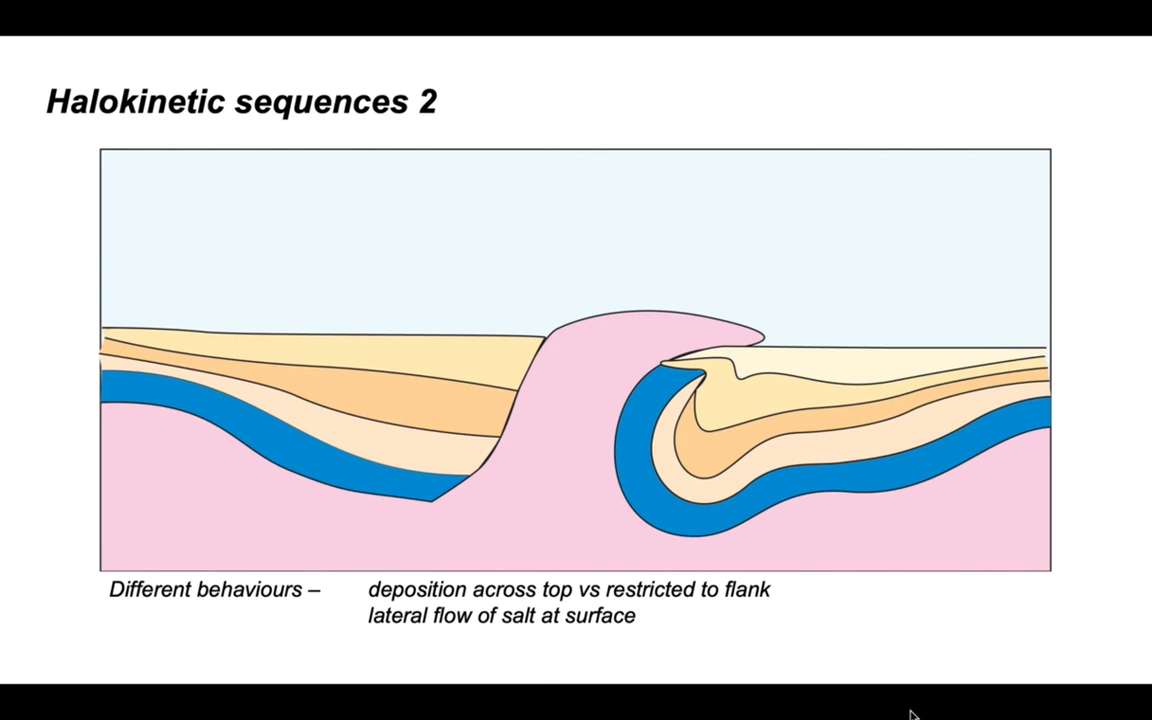 Halokinetic sequences 2
Different behaviours – deposition across top vs restricted to flank
lateral flow of salt at surface